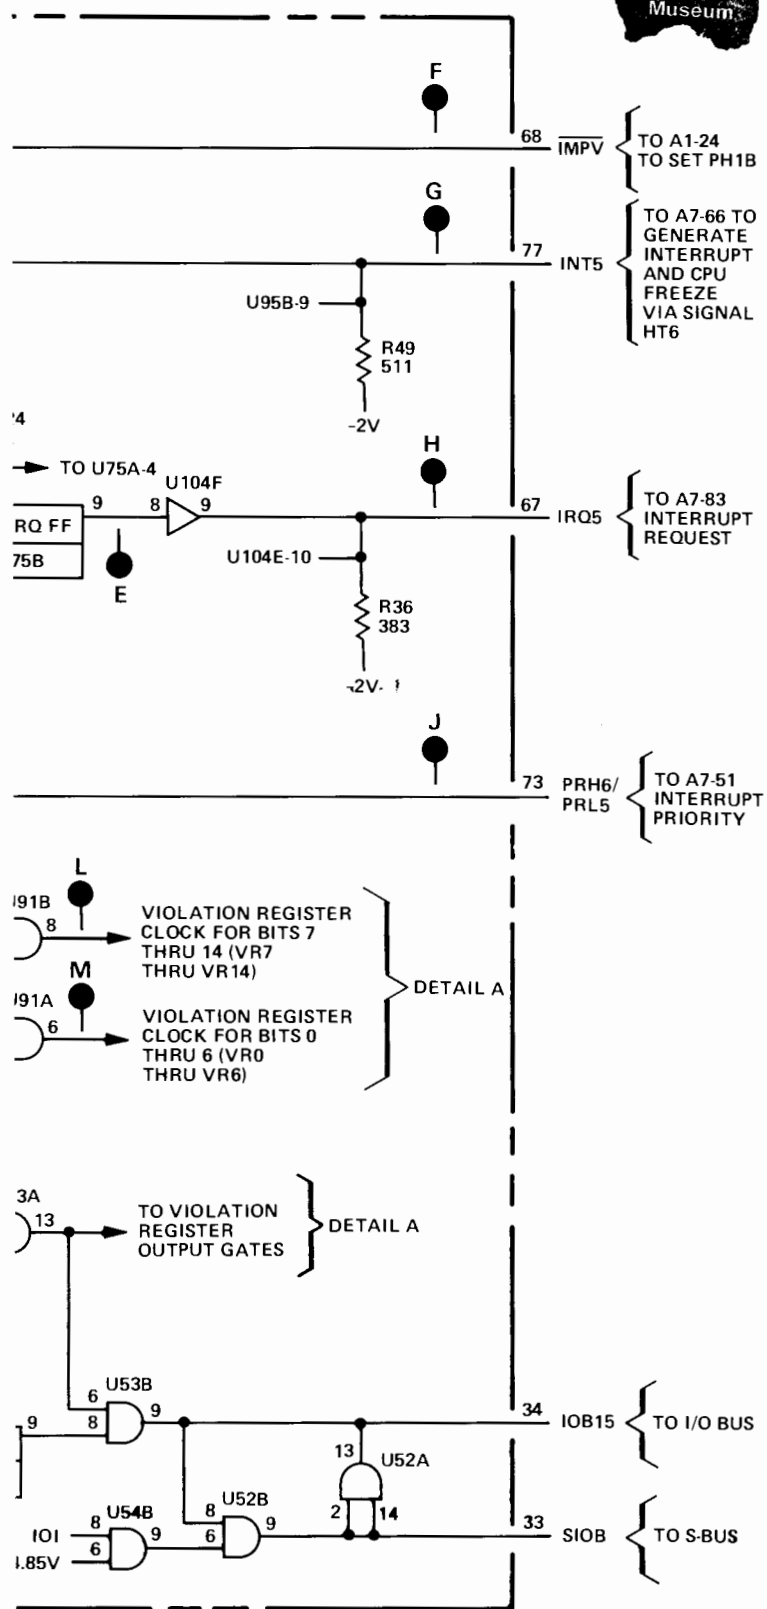 Museum
F
68
IMPV
TO A1-24
TO SET PH1B
G
77
INT5
TO A7-66 TO
GENERATE
INTERRUPT
AND CPU
FREEZE
VIA SIGNAL
HT6
U95B-9
R49
511
-2V
TO U75A-4
U104F
H
9
8
9
67
IRQ5
TO A7-83
INTERRUPT
REQUEST
RQ FF
75B
E
U104E-10
R36
383
-2V
J
73
PRH6/
PRL5
TO A7-51
INTERRUPT
PRIORITY
L
91B
8
VIOLATION REGISTER
CLOCK FOR BITS 7
THRU 14 (VR7
THRU VR14)
M
DETAIL A
91A
6
VIOLATION REGISTER
CLOCK FOR BITS 0
THRU 6 (VR0
THRU VR6)
3A
13
TO VIOLATION
REGISTER
OUTPUT GATES
DETAIL A
U53B
6
9
8
9
34
IOB15
TO I/O BUS
13
U52A
U52B
2
14
U54B
8
6
9
IOI
8
6
9
33
SIOB
TO S-BUS
.85V